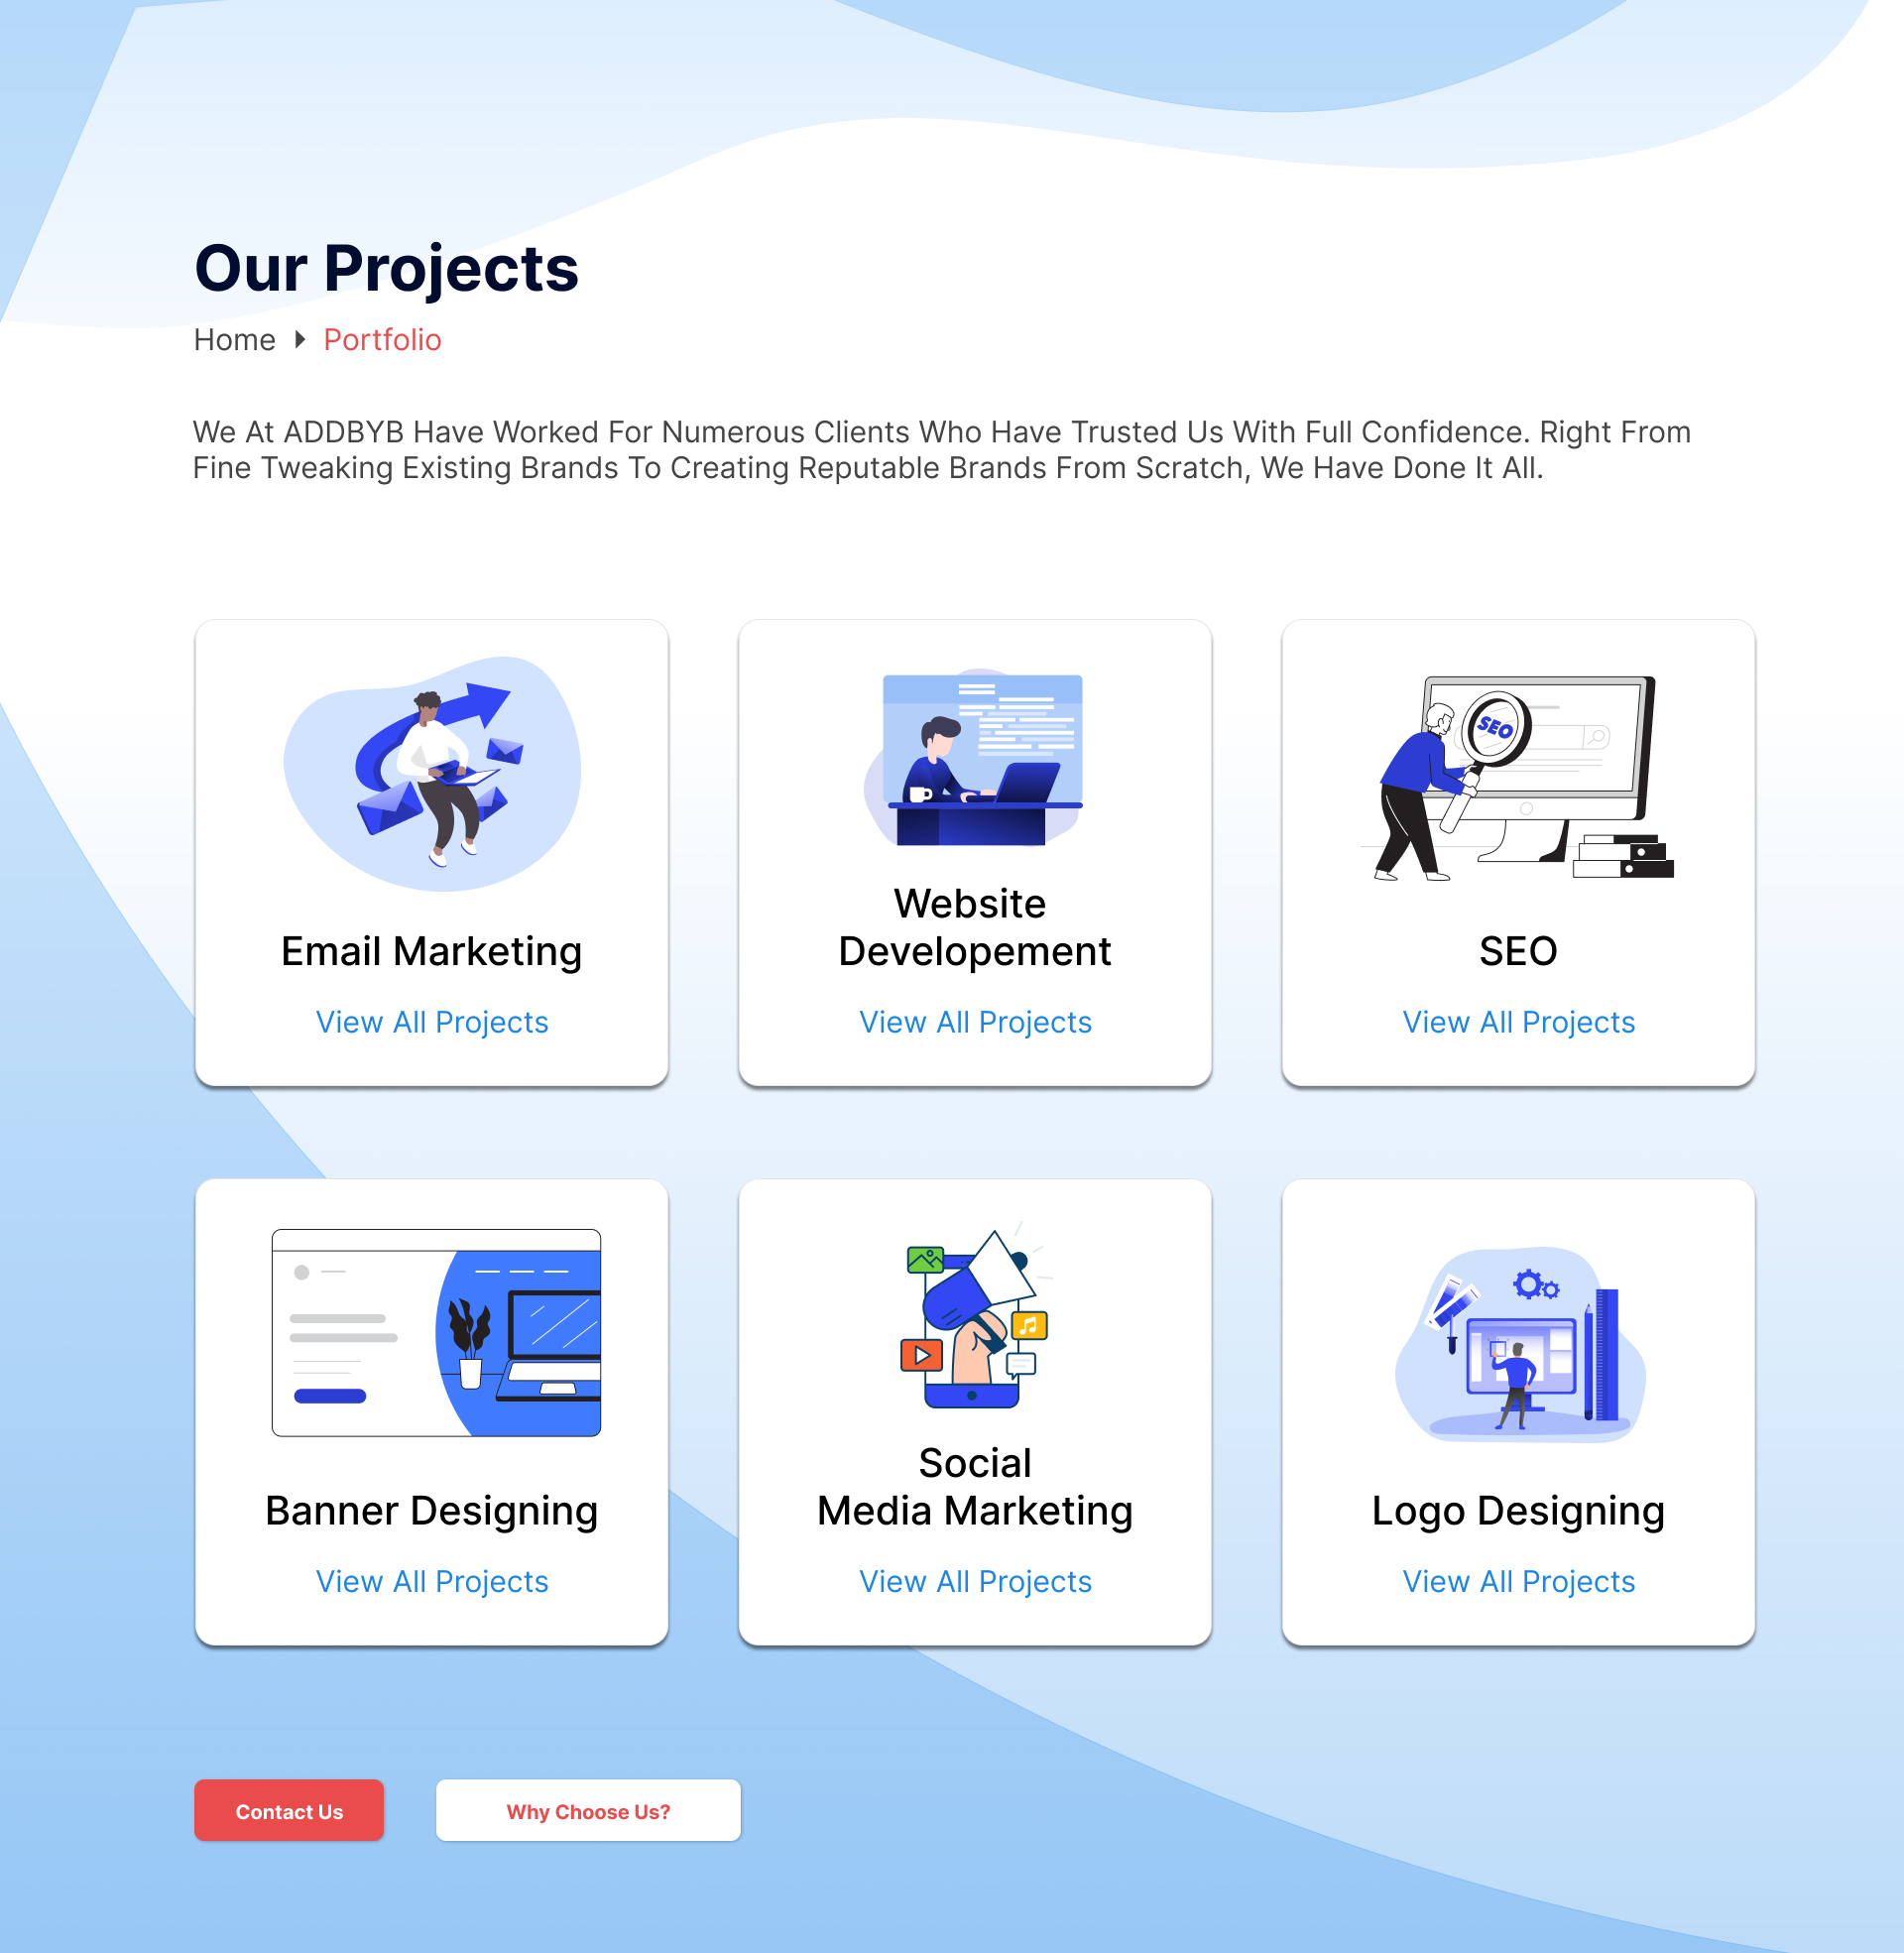 Our Projects
Home Portfolio
We At ADDBYB Have Worked For Numerous Clients Who Have Trusted Us With Full Confidence. Right From
Fine Tweaking Existing Brands To Creating Reputable Brands From Scratch, We Have Done It All.
Email Marketing
View All Projects
Website
Developement
View All Projects
SEO
SEO
View All Projects
Banner Designing
View All Projects
Social
Media Marketing
View All Projects
Logo Designing
View All Projects
Contact Us
Why Choose Us?